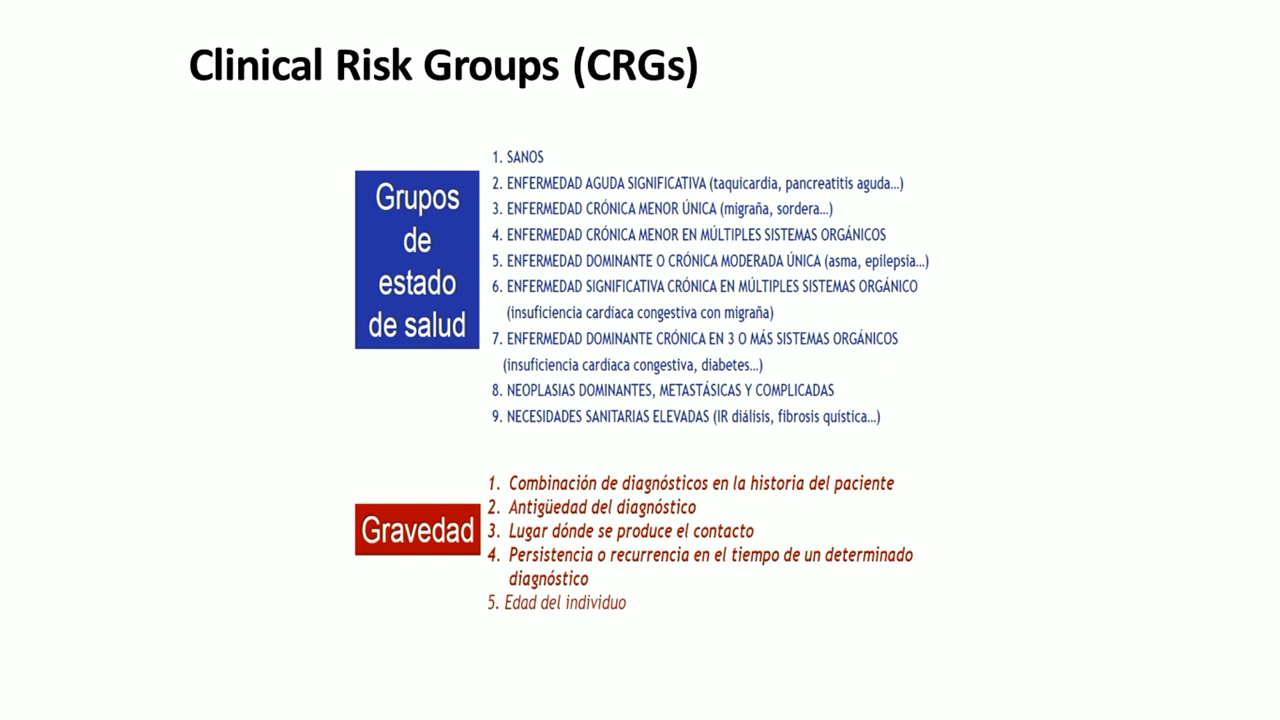 Clinical Risk Groups (CRGs)
Grupos
de
estado
de salud
1. SANOS
2. ENFERMEDAD AGUDA SIGNIFICATIVA (taquicardia, pancreatitis aguda...)
3. ENFERMEDAD CRÓNICA MENOR ÚNICA (migraña, sordera...)
4. ENFERMEDAD CRÓNICA MENOR EN MÚLTIPLES SISTEMAS ORGÁNICOS
5. ENFERMEDAD DOMINANTE O CRÓNICA MODERADA ÚNICA (asma, epilepsia...)
6. ENFERMEDAD SIGNIFICATIVA CRÓNICA EN MÚLTIPLES SISTEMAS ORGÁNICO
(insuficiencia cardíaca congestiva con migraña)
7. ENFERMEDAD DOMINANTE CRÓNICA EN 3 O MÁS SISTEMAS ORGÁNICOS
(insuficiencia cardíaca congestiva, diabetes...)
8. NEOPLASIAS DOMINANTES, METASTÁSICAS Y COMPLICADAS
9. NECESIDADES SANITARIAS ELEVADAS (IR diálisis, fibrosis quística...)
Gravedad
1. Combinación de diagnósticos en la historia del paciente
2. Antigüedad del diagnóstico
3. Lugar dónde se produce el contacto
4. Persistencia o recurrencia en el tiempo de un determinado
diagnóstico
5. Edad del individuo